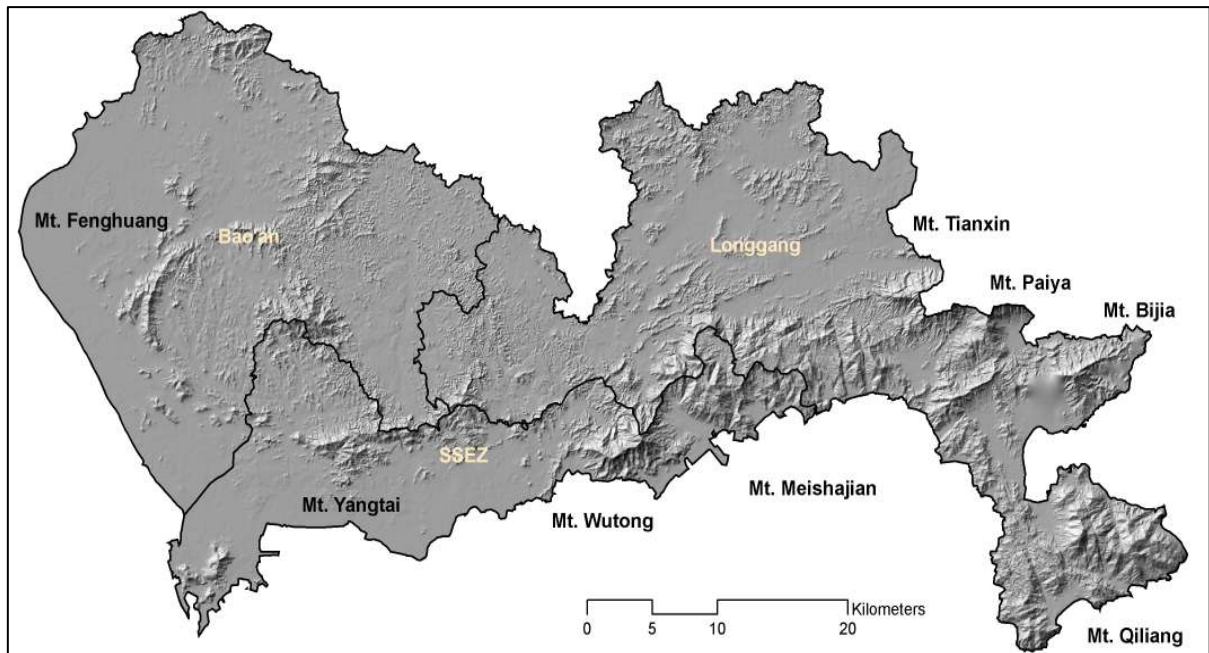 Mt. Fenghuang
Bao'an
Longgang
Mt. Tianxin
Mt. Paiya
Mt. Bijia
SSEZ
Mt. Yangtai
Mt. Wutong
Mt. Meishajian
Kilometers
0 5 10 20
Mt. Qiliang